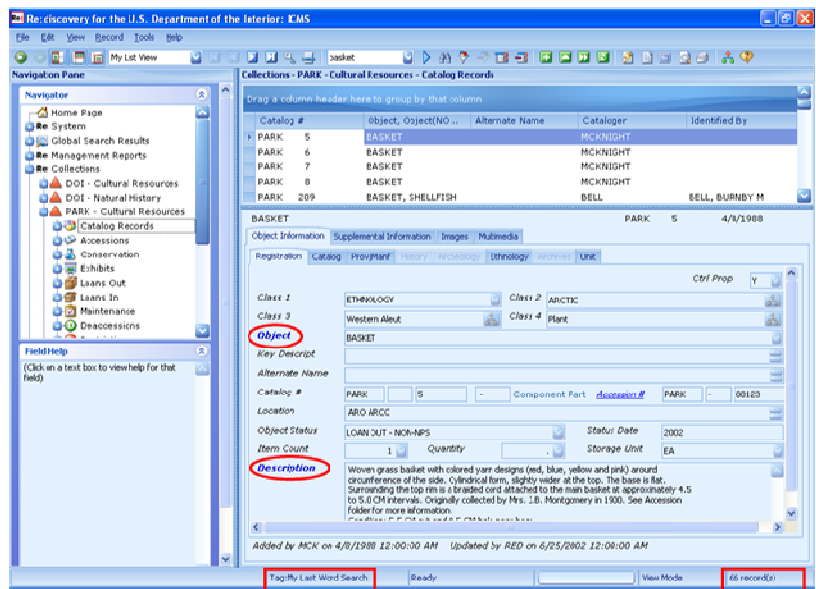 Re:discovery for the U.S. Department of the Interior: ICMS
File Edit View Record Tools Help
My Lst View basket
Navigation Pane
Collections - PARK - Cultural Resources - Catalog Records
Navigator
Home Page
Re System
Global Search Results
Re Management Reports
Re Collections
DOI - Cultural Resources
DOI - Natural History
PARK - Cultural Resources
Catalog Records
Accessions
Conservation
Exhibits
Loans Out
Loans In
Maintenance
Deaccessions
Field Help
(Click on a text box to view help for that
field)
Drag a column header here to group by that column
Catalog # Object, Object(NO .. Alternate Name Cataloger Identified By
PARK 5 BASKET MCKNIGHT
PARK 6 BASKET MCKNIGHT
PARK 7 BASKET MCKNIGHT
PARK 8 BASKET MCKNIGHT
PARK 209 BASKET, SHELLFISH BELL BELL, BURNBY M
BASKET PARK 5 4/8/1988
Object Information Supplemental Information Images Multimedia
Registration Catalog Prov/Manf History Archeology Ethnology Archives Unit
Ctrl Prop Y
Class 1 ETHNOLOGY Class 2 ARCTIC
Class 3 Western Aleut Class 4 Plant
Object BASKET
Key Descript
Alternate Name
Catalog # PARK 5 - Component Part Accession # PARK - 00123
Location ARO ARCC
Object Status LOAN OUT - NON-NPS Status Date 2002
Item Count 1 Quantity . Storage Unit EA
Description Woven grass basket with colored yarr designs (red, blue, yellow and pink) around
circumference of the side. Cylindrical form, slightly wider at the top. The base is flat.
Surrounding the top rim is a braided cord attached to the main basket at approximately 4.5
to 5.0 CM intervals. Originally collected by Mrs. I.B. Montgomery in 1900. See Accession
folder for more information.
Added by MCK on 4/8/1988 12:00:00 AM Updated by RED on 6/25/2002 12:00:00 AM
Tag:My Last Word Search Ready View Mode 66 record(s)